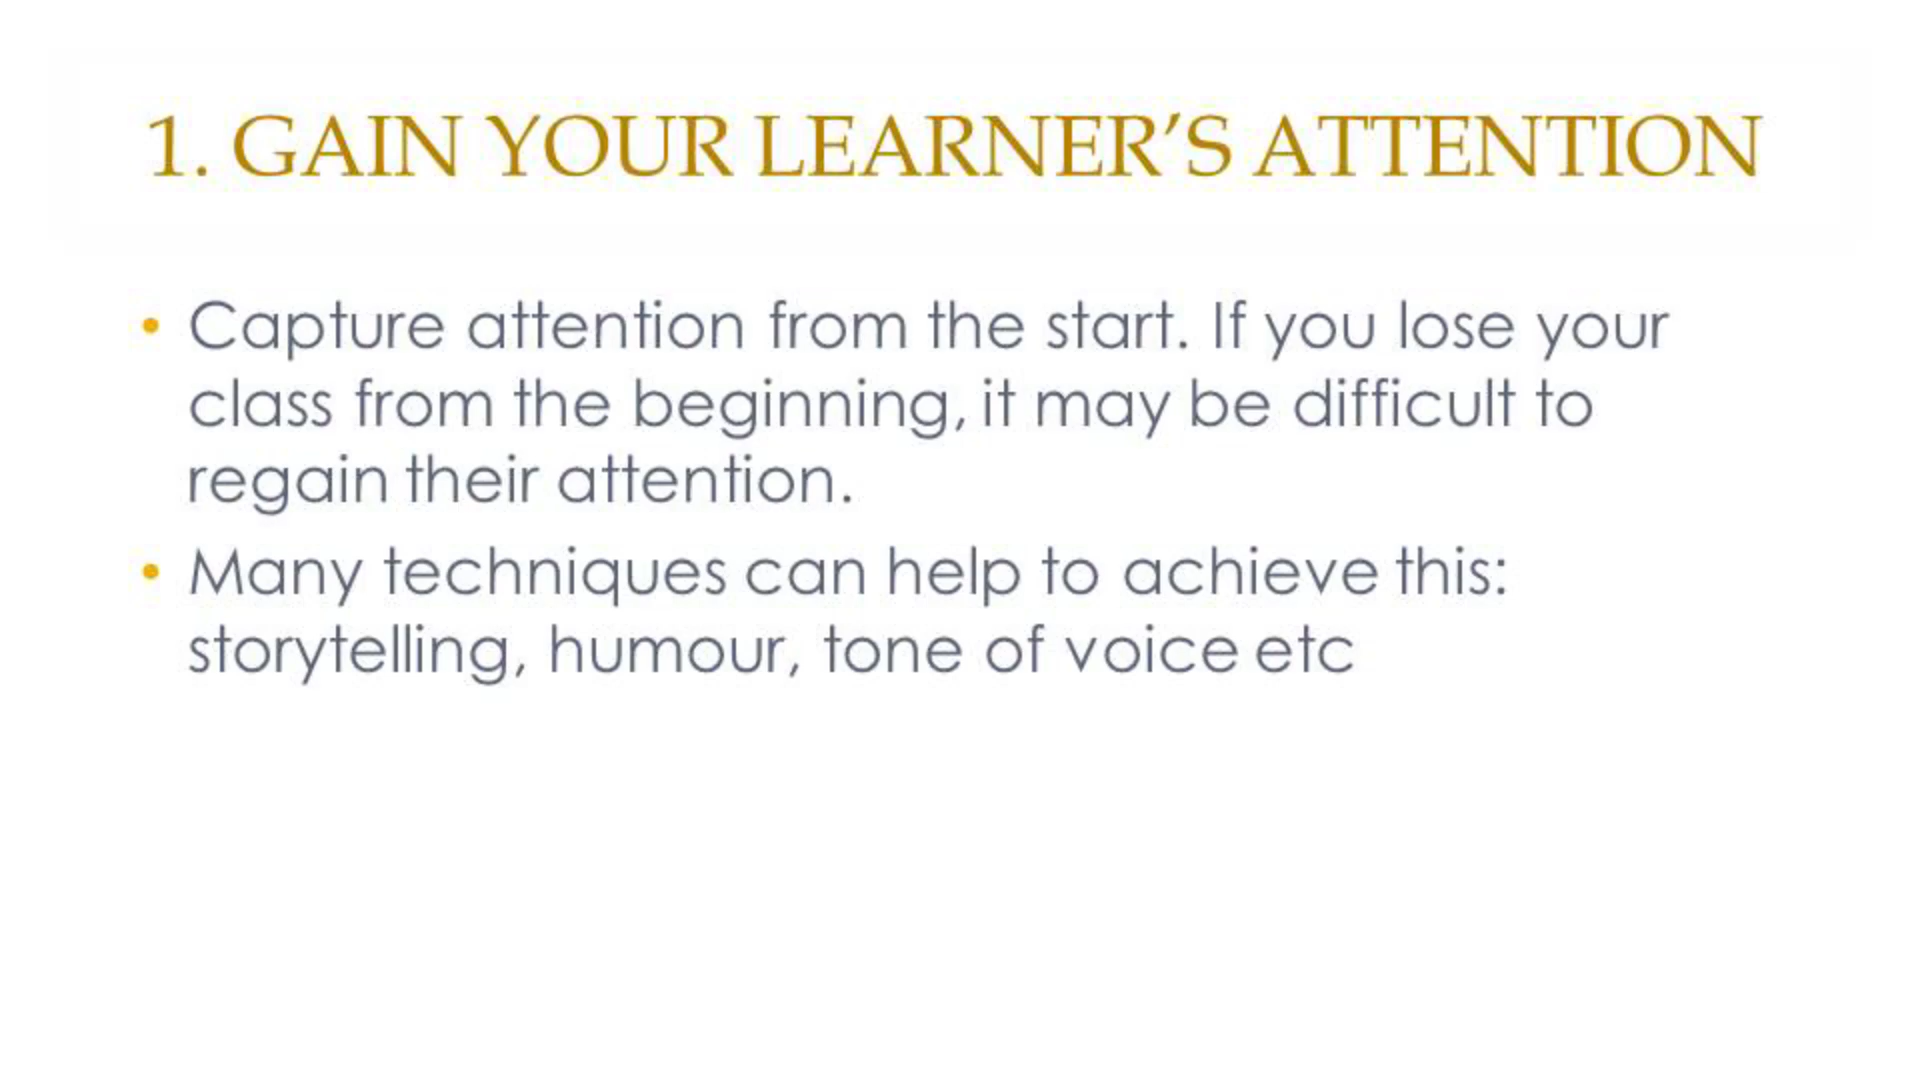 1. GAIN YOUR LEARNER’S ATTENTION
• Capture attention from the start. If you lose your
class from the beginning, it may be difficult to
regain their attention.
• Many techniques can help to achieve this:
storytelling, humour, tone of voice etc